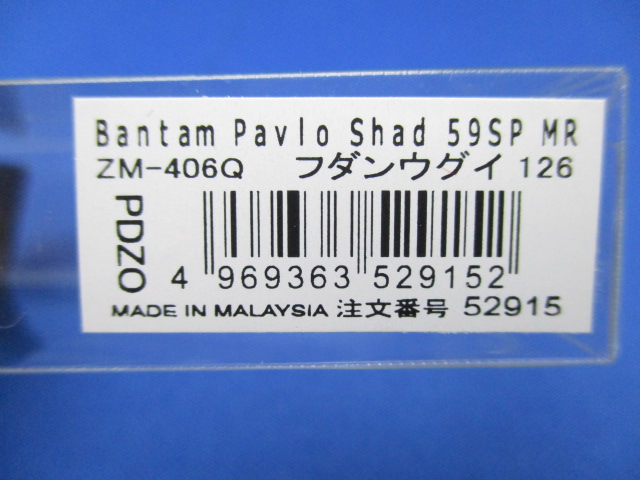 Bantam Pavlo Shad 59SP MR
ZM-406Q フダンウグイ 126
PDZO
4 969363 529152
MADE IN MALAYSIA 注文番号 52915